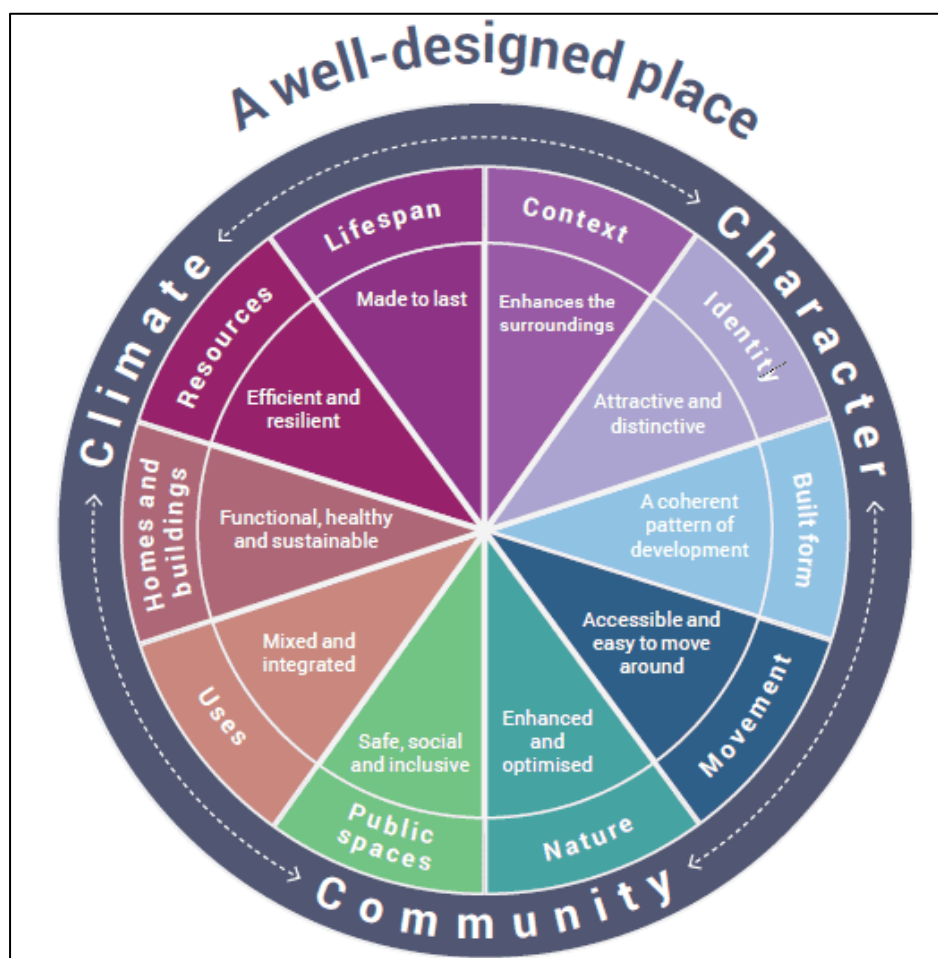 A well-designed place
Climate
Character
Community
Context
Enhances the
surroundings
Identity
Attractive and
distinctive
Built form
A coherent
pattern of
development
Movement
Accessible and
easy to move
around
Nature
Enhanced
and
optimised
Public
spaces
Safe, social
and inclusive
Uses
Mixed and
integrated
Homes and
buildings
Functional, healthy
and sustainable
Resources
Efficient and
resilient
Lifespan
Made to last